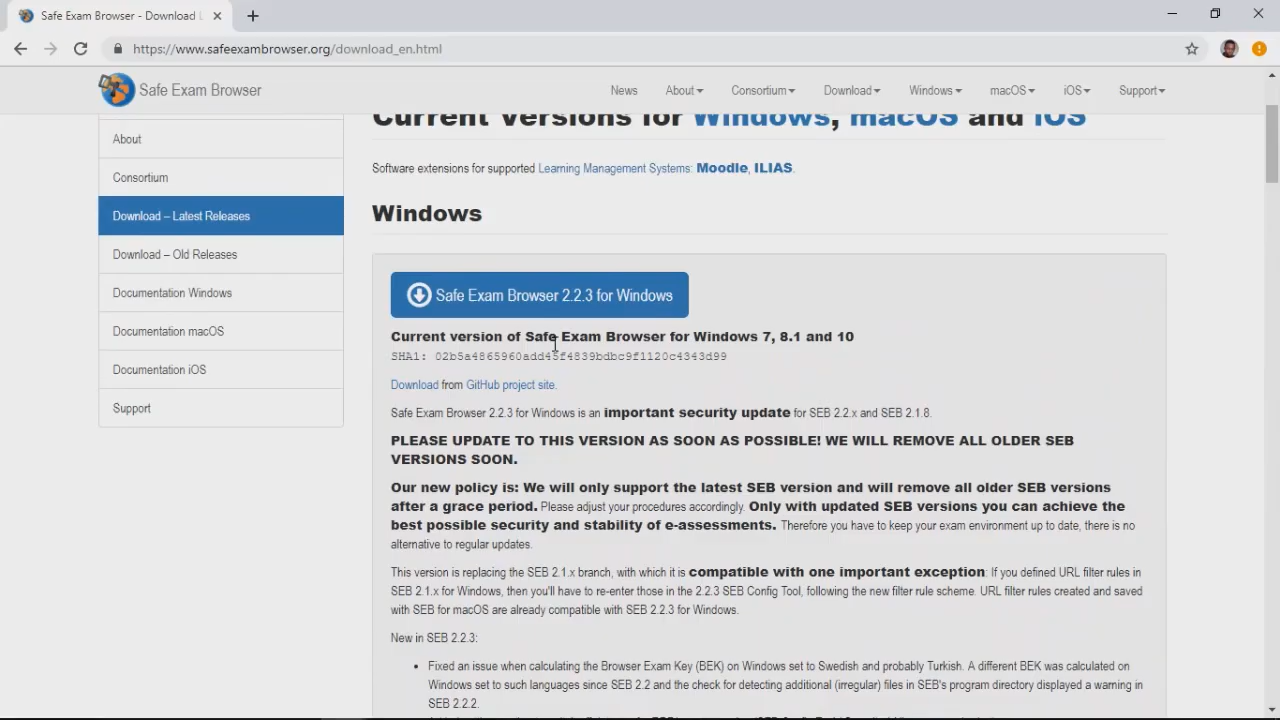 Safe Exam Browser - Download L
https://www.safeexambrowser.org/download_en.html
Safe Exam Browser
News About Consortium Download Windows macOS iOS Support
About
Consortium
Download – Latest Releases
Download – Old Releases
Documentation Windows
Documentation macOS
Documentation iOS
Support
Current Versions for Windows, macOS and iOS
Software extensions for supported Learning Management Systems: Moodle, ILIAS.
Windows
Safe Exam Browser 2.2.3 for Windows
Current version of Safe Exam Browser for Windows 7, 8.1 and 10
SHA1: 02b5a4865960add45f4839bdbc9f1120c4343d99
Download from GitHub project site.
Safe Exam Browser 2.2.3 for Windows is an important security update for SEB 2.2.x and SEB 2.1.8.
PLEASE UPDATE TO THIS VERSION AS SOON AS POSSIBLE! WE WILL REMOVE ALL OLDER SEB
VERSIONS SOON.
Our new policy is: We will only support the latest SEB version and will remove all older SEB versions
after a grace period. Please adjust your procedures accordingly. Only with updated SEB versions you can achieve the
best possible security and stability of e-assessments. Therefore you have to keep your exam environment up to date, there is no
alternative to regular updates.
This version is replacing the SEB 2.1.x branch, with which it is compatible with one important exception: If you defined URL filter rules in
SEB 2.1.x for Windows, then you'll have to re-enter those in the 2.2.3 SEB Config Tool, following the new filter rule scheme. URL filter rules created and saved
with SEB for macOS are already compatible with SEB 2.2.3 for Windows.
New in SEB 2.2.3:
• Fixed an issue when calculating the Browser Exam Key (BEK) on Windows set to Swedish and probably Turkish. A different BEK was calculated on
Windows set to such languages since SEB 2.2 and the check for detecting additional (irregular) files in SEB's program directory displayed a warning in
SEB 2.2.2.